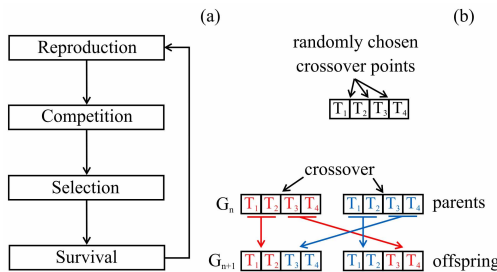 (a)
Reproduction
Competition
Selection
Survival
(b)
randomly chosen
crossover points
T₁ T₂ T₃ T₄
crossover
Gₙ T₁ T₂ T₃ T₄ T₁ T₂ T₃ T₄ parents
Gₙ₊₁ T₁ T₂ T₃ T₄ T₁ T₂ T₃ T₄ offspring